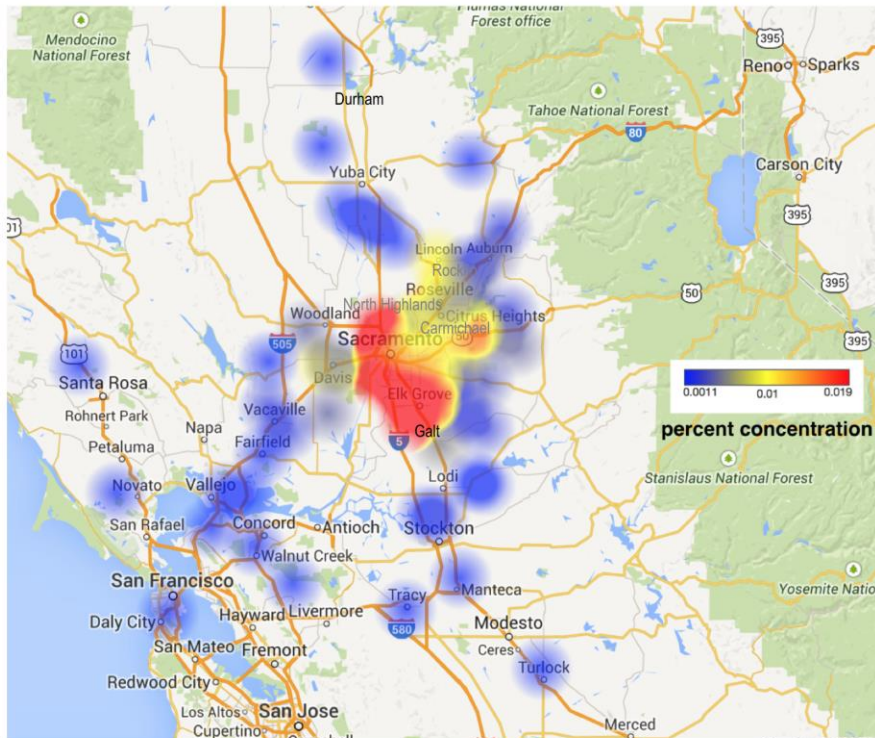 Plumas National
Forest office
Mendocino
National Forest
395
Reno
Sparks
Durham
Tahoe National Forest
80
Yuba City
Carson City
101
395
395
Lincoln
Auburn
Rock
Roseville
50
North Highlands
Woodland
Citrus Heights
Carmichael
50
Sacramento
505
395
101
Davis
Santa Rosa
Elk Grove
0.0011
0.01
0.019
Rohnert Park
Vacaville
Napa
Galt
percent concentration
Petaluma
Fairfield
5
Stanislaus National Forest
Lodi
Novato
Vallejo
San Rafael
Concord
Antioch
Stockton
Walnut Creek
Yosemite Natio
San Francisco
Tracy
Manteca
Daly City
Hayward
Livermore
580
Modesto
San Mateo
Fremont
Ceres
Turlock
Redwood City
Los Altos
San Jose
Merced
Cupertino